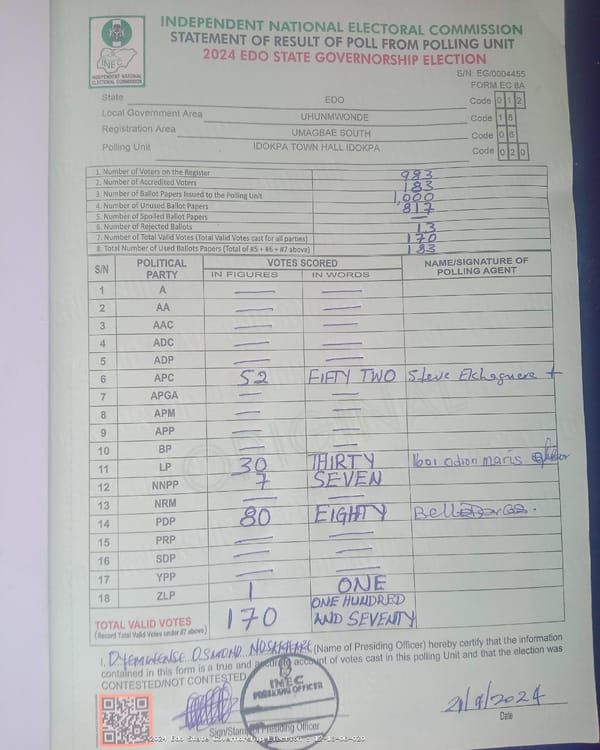 INDEPENDENT NATIONAL ELECTORAL COMMISSION
STATEMENT OF RESULT OF POLL FROM POLLING UNIT
2024 EDO STATE GOVERNORSHIP ELECTION
INEC
INDEPENDENT NATIONAL
ELECTORAL COMMISSION
S/N: EG/0004455
FORM EC 8A
State EDO Code 0 1 2
Local Government Area UHUNMWONDE Code 1 8
Registration Area UMAGBAE SOUTH Code 0 6
Polling Unit IDOKPA TOWN HALL IDOKPA Code 0 2 0
1. Number of Voters on the Register 983
2. Number of Accredited Voters 183
3. Number of Ballot Papers Issued to the Polling Unit 1,000
4. Number of Unused Ballot Papers 817
5. Number of Spoiled Ballot Papers —
6. Number of Rejected Ballots 13
7. Number of Total Valid Votes (Total Valid Votes cast for all parties) 170
8. Total Number of Used Ballots Papers (Total of #5 + #6 + #7 above) 183
S/N POLITICAL PARTY VOTES SCORED NAME/SIGNATURE OF POLLING AGENT
IN FIGURES IN WORDS
1 A — —
2 AA — —
3 AAC — —
4 ADC — —
5 ADP — —
6 APC 52 FIFTY TWO Steve
7 APGA — —
8 APM — —
9 APP — —
10 BP — —
11 LP 30 THIRTY odion maris
12 NNPP 7 SEVEN
13 NRM — —
14 PDP 80 EIGHTY
15 PRP — —
16 SDP — —
17 YPP — —
18 ZLP 1 ONE
TOTAL VALID VOTES 170 ONE HUNDRED AND SEVENTY
(Record Total Valid Votes under #7 above)
I, OSMOND (Name of Presiding Officer) hereby certify that the information
contained in this form is a true and accurate account of votes cast in this polling Unit and that the election was
CONTESTED/NOT CONTESTED
INEC
PRESIDING OFFICER
Sign/Stamp of Presiding Officer
21/9/2024
Date